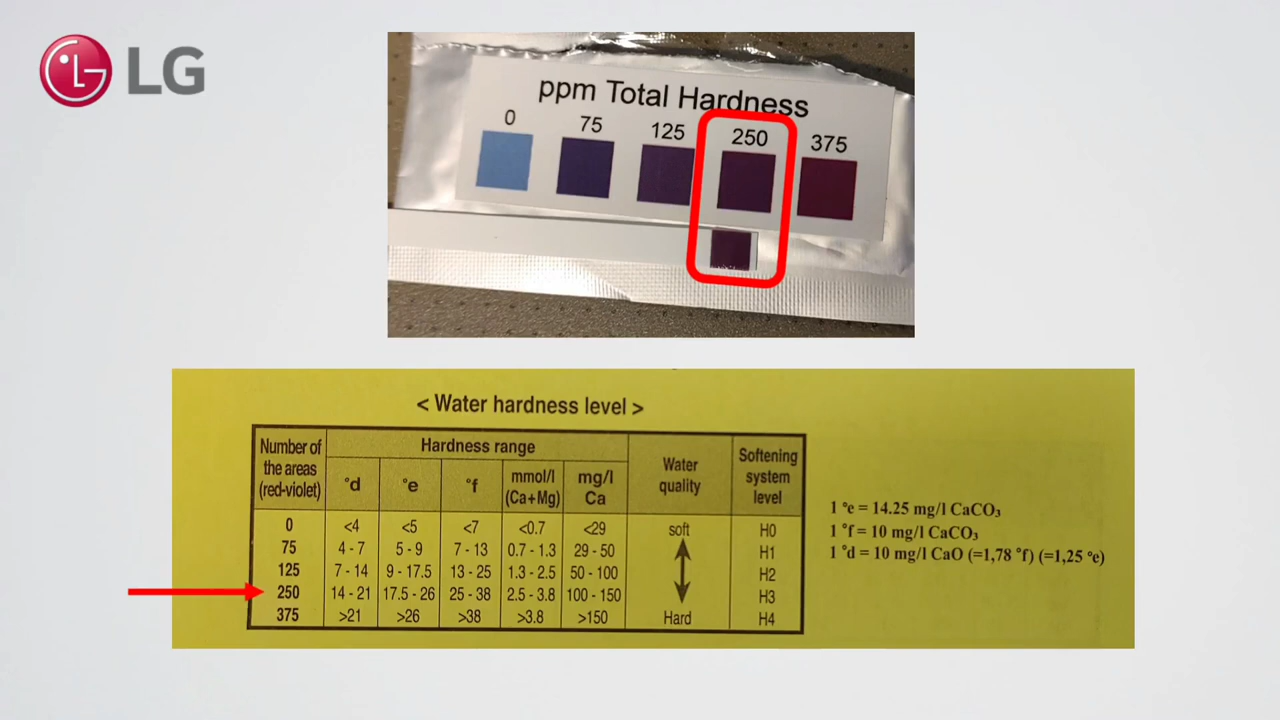 LG
ppm Total Hardness
0 75 125 250 375
< Water hardness level >
Number of the areas (red-violet) Hardness range Water quality Softening system level
°d °e °f mmol/l (Ca+Mg) mg/l Ca
0 <4 <5 <7 <0.7 <29 soft H0
75 4 - 7 5 - 9 7 - 13 0.7 - 1.3 29 - 50 H1
125 7 - 14 9 - 17.5 13 - 25 1.3 - 2.5 50 - 100 H2
250 14 - 21 17.5 - 26 25 - 38 2.5 - 3.8 100 - 150 H3
375 >21 >26 >38 >3.8 >150 Hard H4
1 °e = 14.25 mg/l CaCO₃
1 °f = 10 mg/l CaCO₃
1 °d = 10 mg/l CaO (=1,78 °f) (=1,25 °e)